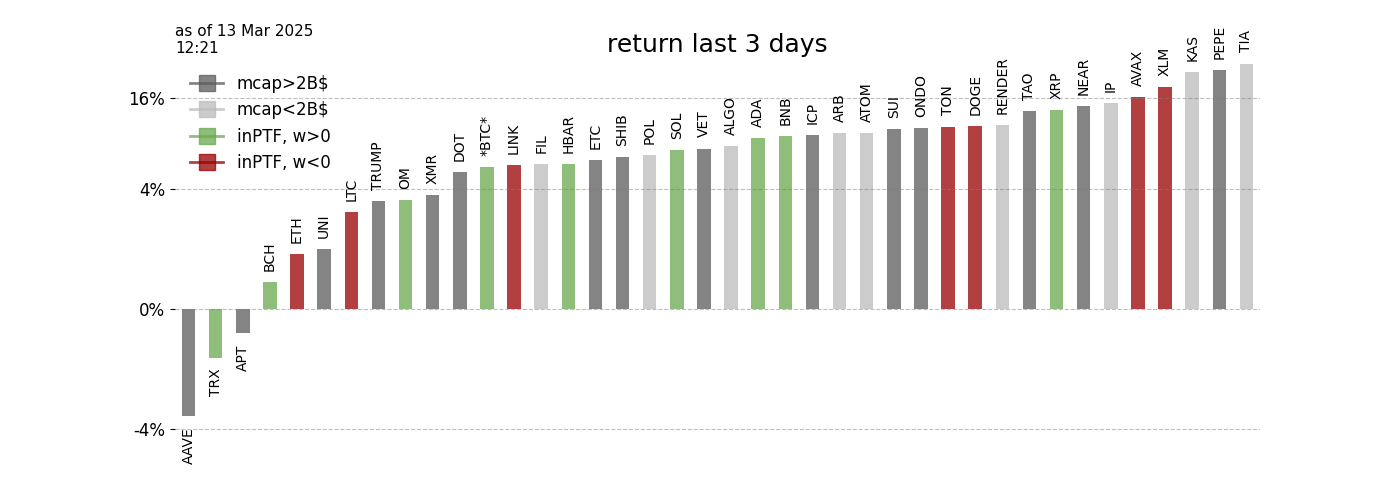 as of 13 Mar 2025
12:21
return last 3 days
mcap>2B$
mcap<2B$
inPTF, w>0
inPTF, w<0
16%
4%
0%
-4%
AAVE
TRX
APT
BCH
ETH
UNI
LTC
TRUMP
OM
XMR
DOT
*BTC*
LINK
FIL
HBAR
ETC
SHIB
POL
SOL
VET
ALGO
ADA
BNB
ICP
ARB
ATOM
SUI
ONDO
TON
DOGE
RENDER
TAO
XRP
NEAR
IP
AVAX
XLM
KAS
PEPE
TIA